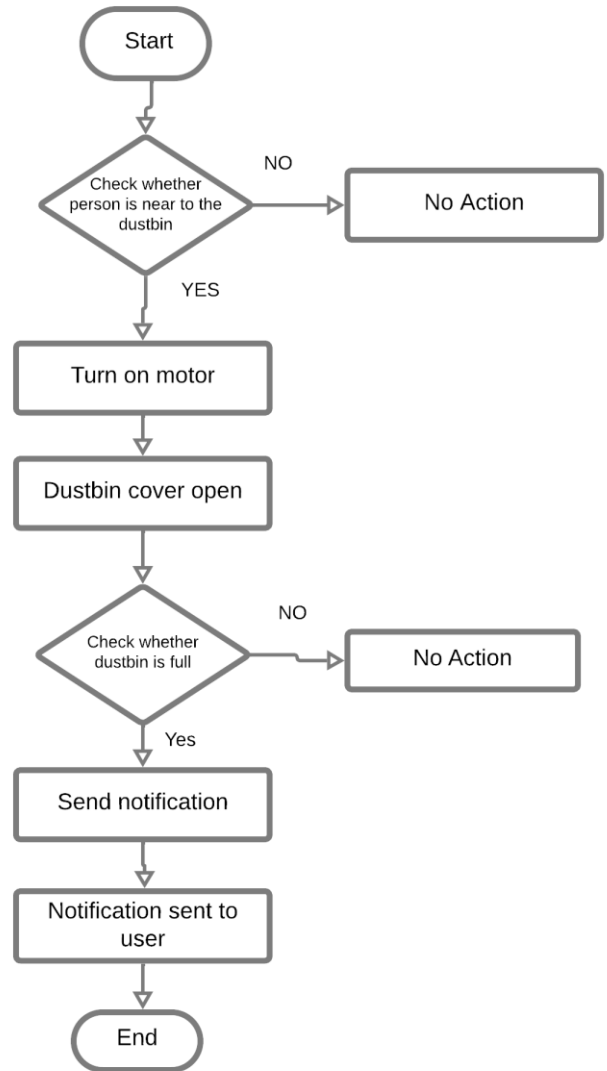 Start
Check whether
person is near to the
dustbin
NO
No Action
YES
Turn on motor
Dustbin cover open
Check whether
dustbin is full
NO
No Action
Yes
Send notification
Notification sent to
user
End